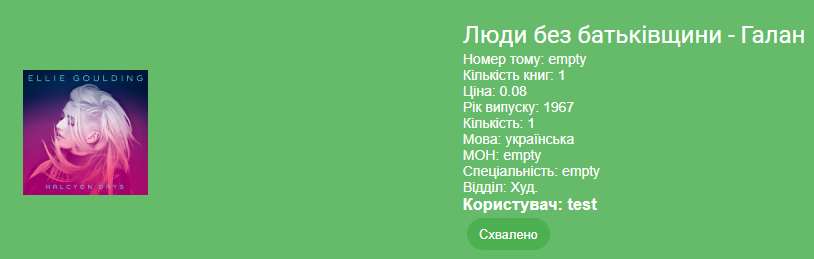 ELLIE GOULDING
HALCYON DAYS
Люди без батьківщини - Галан
Номер тому: empty
Кількість книг: 1
Ціна: 0.08
Рік випуску: 1967
Кількість: 1
Мова: українська
МОН: empty
Спеціальність: empty
Відділ: Худ.
Користувач: test
Схвалено